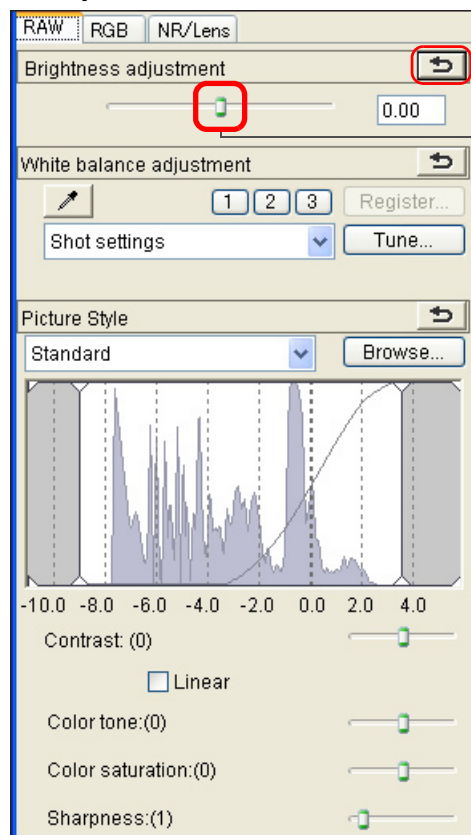 RAW RGB NR/Lens
Brightness adjustment
0.00
White balance adjustment
1 2 3 Register...
Shot settings Tune...
Picture Style
Standard Browse...
-10.0 -8.0 -6.0 -4.0 -2.0 0.0 2.0 4.0
Contrast: (0)
Linear
Color tone:(0)
Color saturation:(0)
Sharpness:(1)